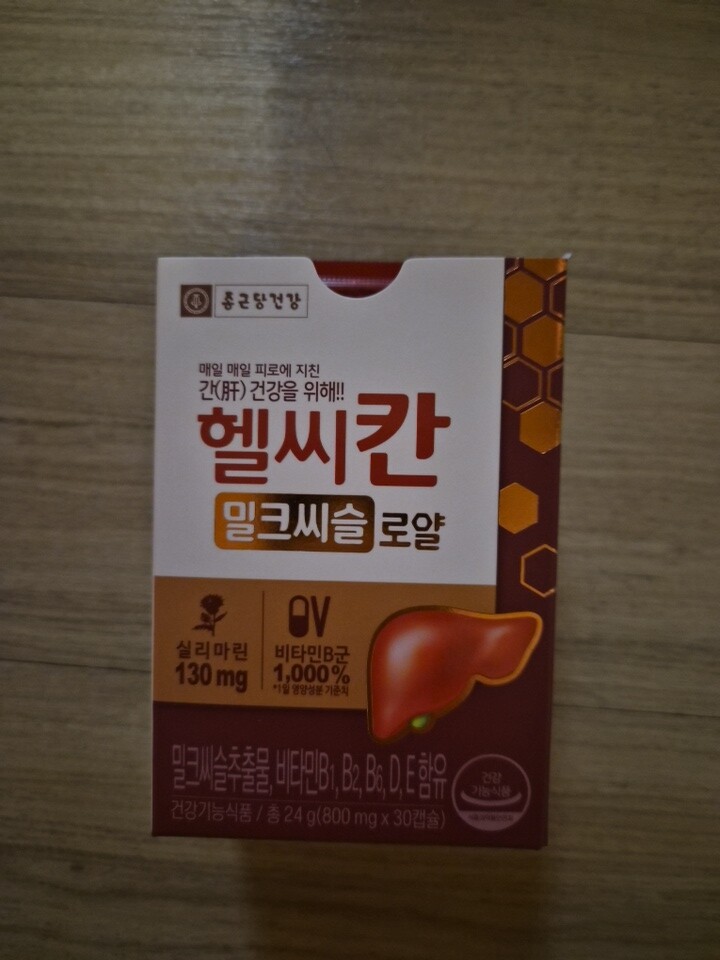 종근당건강
매일 매일 피로에 지친
간(肝) 건강을 위해!!
헬씨칸
밀크씨슬 로얄
실리마린
130 mg
비타민B군
1,000%
*1일 영양성분 기준치
밀크씨슬추출물, 비타민B1, B2, B6, D, E 함유
건강기능식품 / 총 24 g(800 mg x 30캡슐)
건강
기능식품